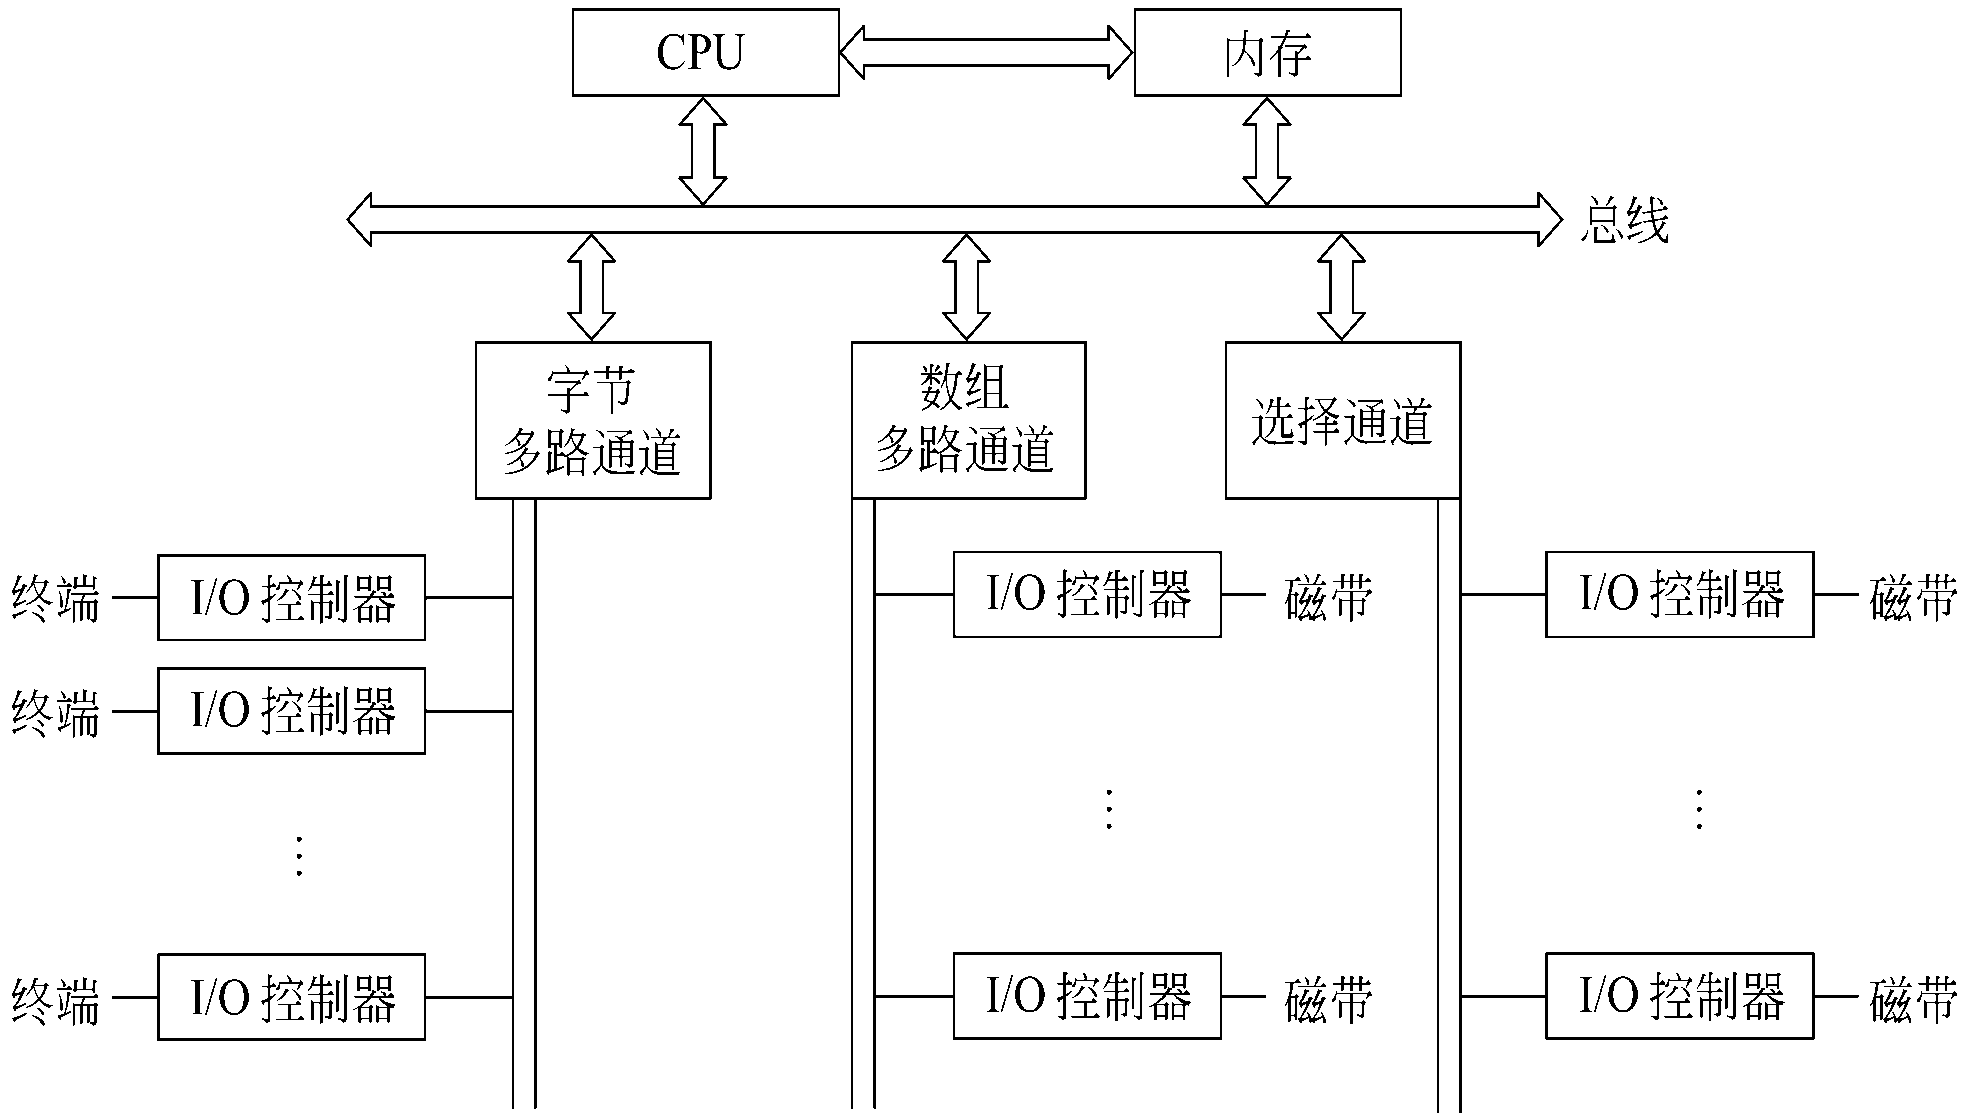 CPU
内存
总线
字节
多路通道
数组
多路通道
选择通道
终端
I/O 控制器
I/O 控制器
磁带
I/O 控制器
磁带
终端
I/O 控制器
⋮
⋮
⋮
终端
I/O 控制器
I/O 控制器
磁带
I/O 控制器
磁带